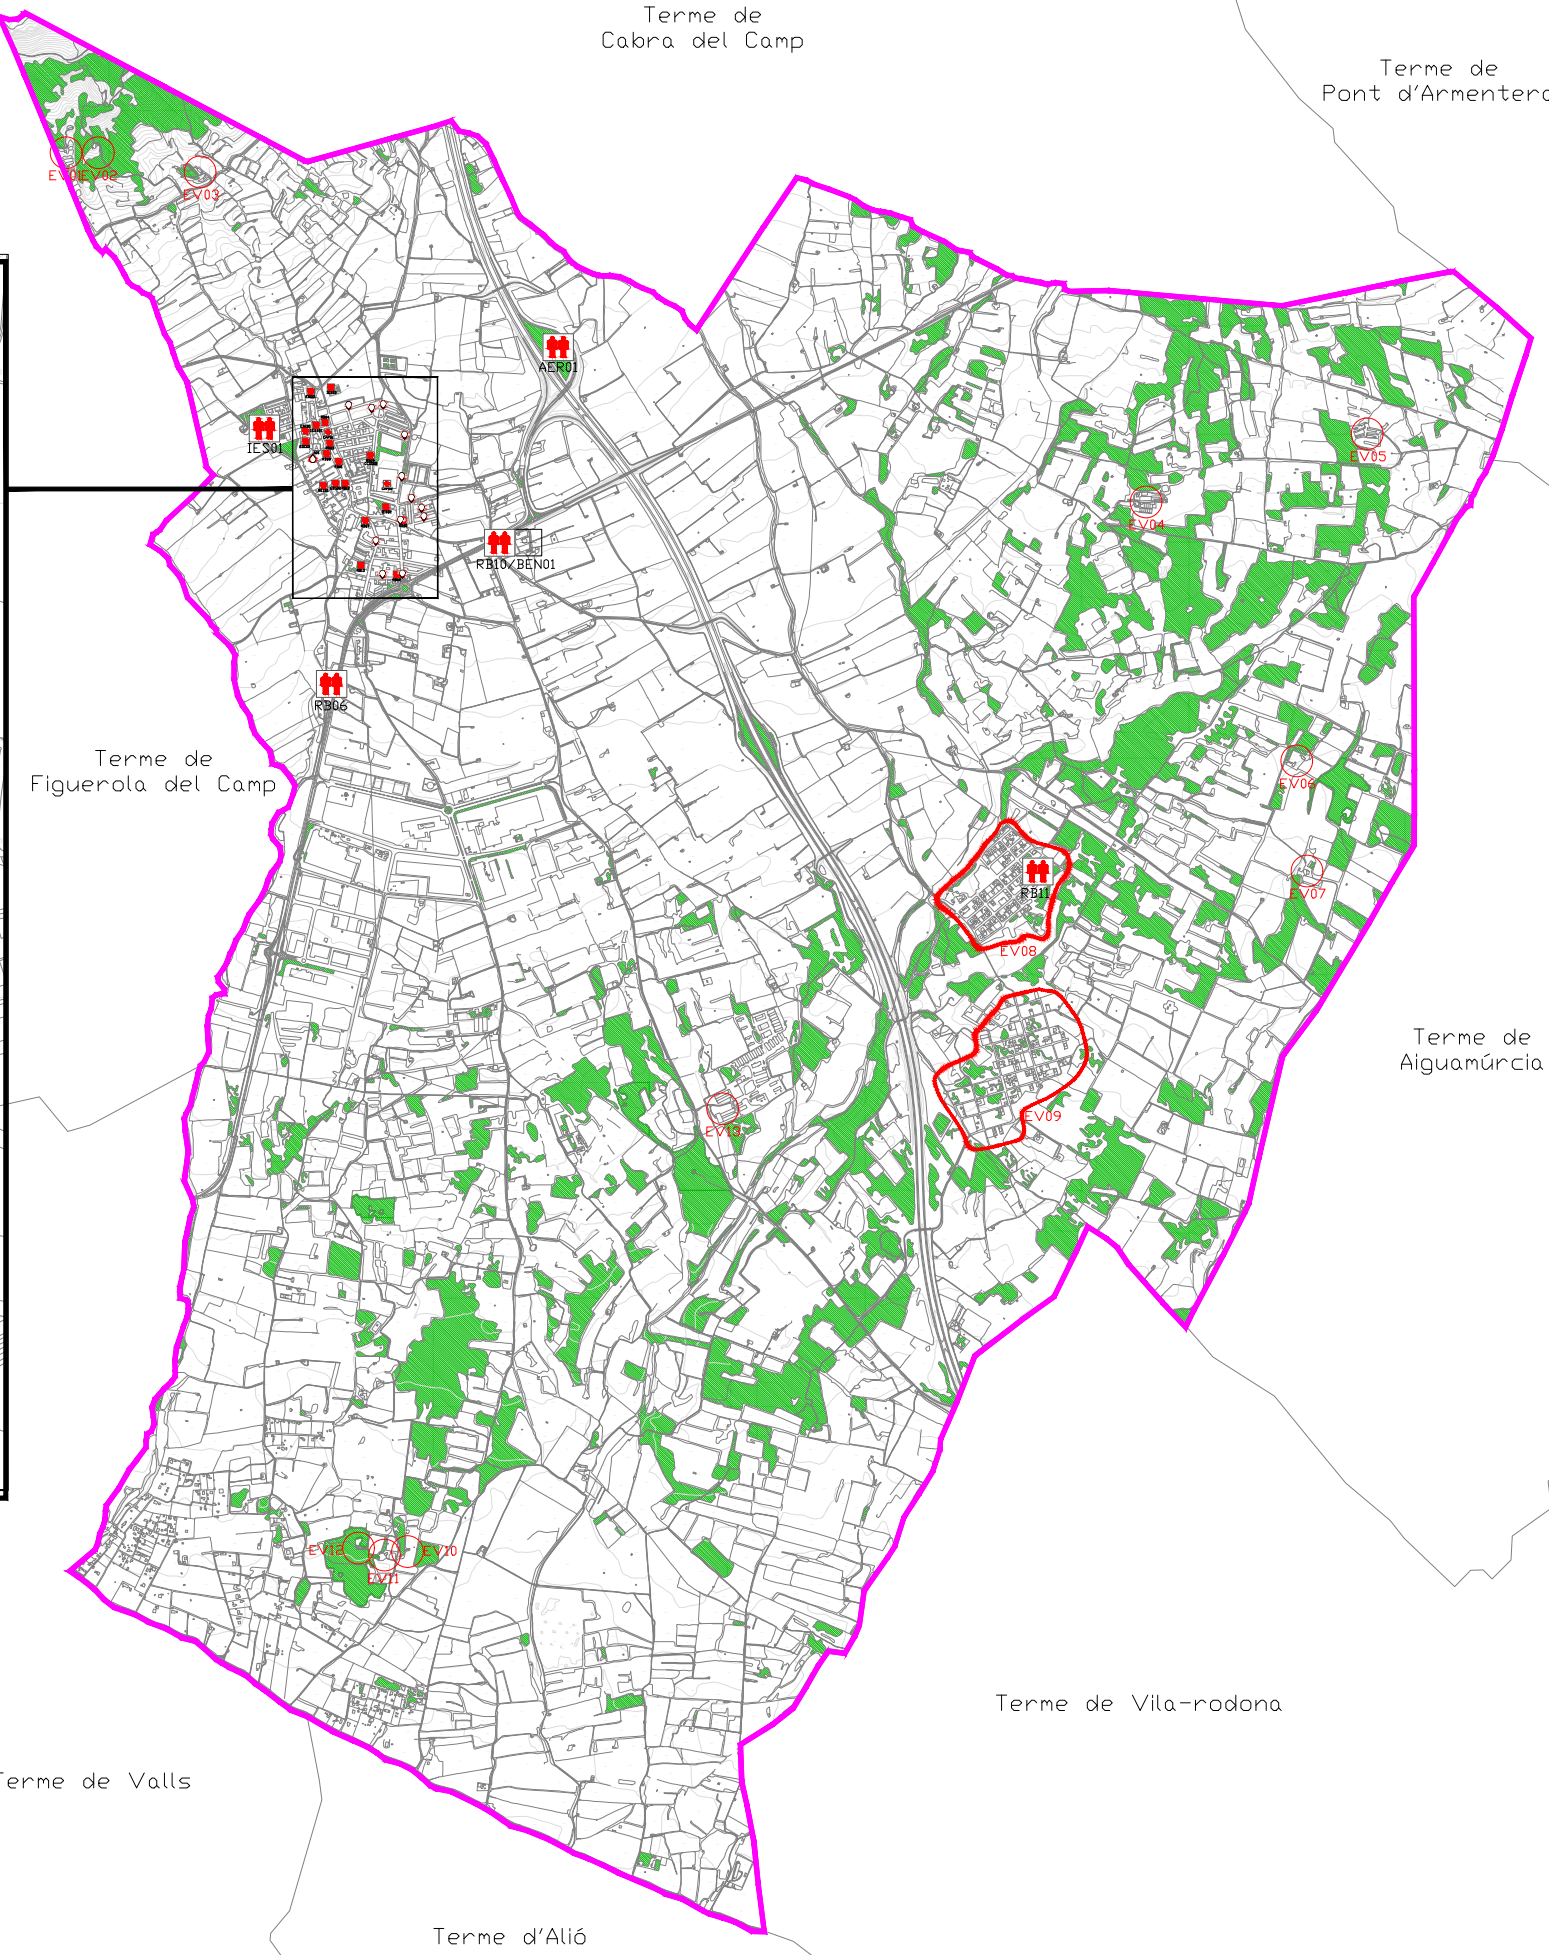 Terme de
Cabra del Camp
Terme de
Pont d'Armentera
EV01
EV02
EV03
AER01
IES01
EV05
EV04
RB10/BEN01
RB06
Terme de
Figuerola del Camp
EV06
EV07
RB11
EV08
Terme de
Aiguamúrcia
EV09
EV13
EV12
EV10
EV11
Terme de Vila-rodona
Terme de Valls
Terme d'Alió